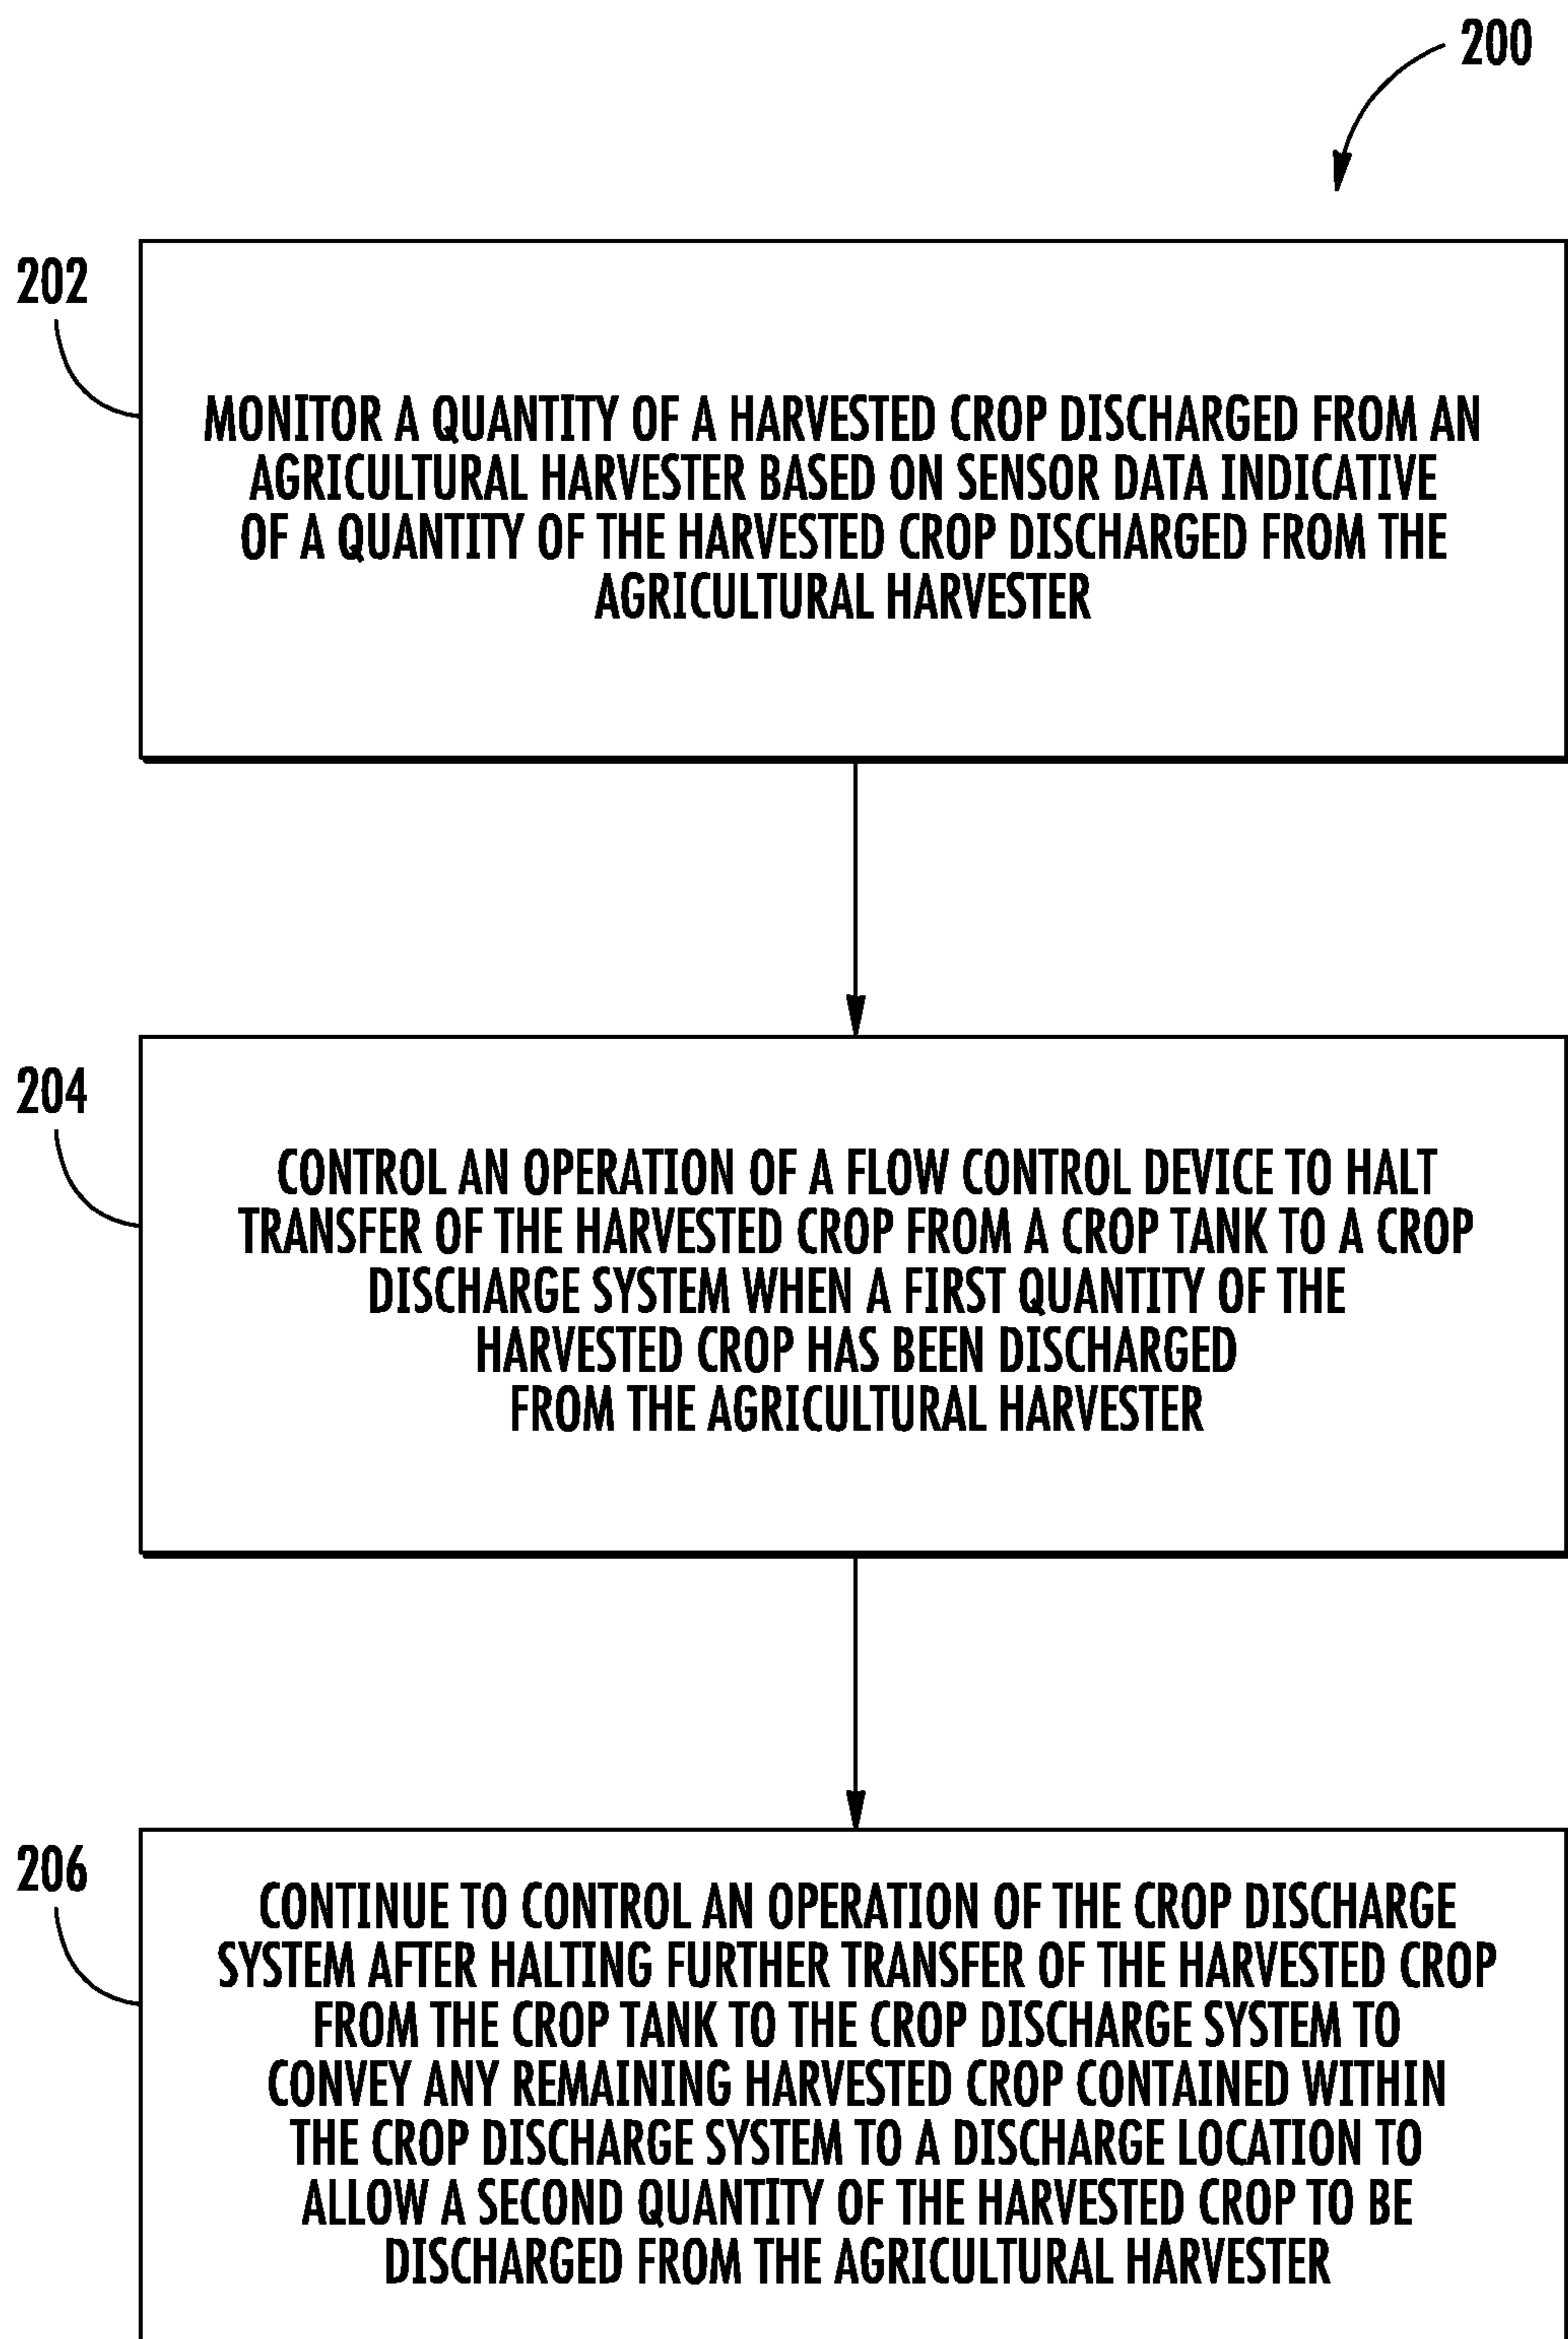 200
202
MONITOR A QUANTITY OF A HARVESTED CROP DISCHARGED FROM AN
AGRICULTURAL HARVESTER BASED ON SENSOR DATA INDICATIVE
OF A QUANTITY OF THE HARVESTED CROP DISCHARGED FROM THE
AGRICULTURAL HARVESTER
204
CONTROL AN OPERATION OF A FLOW CONTROL DEVICE TO HALT
TRANSFER OF THE HARVESTED CROP FROM A CROP TANK TO A CROP
DISCHARGE SYSTEM WHEN A FIRST QUANTITY OF THE
HARVESTED CROP HAS BEEN DISCHARGED
FROM THE AGRICULTURAL HARVESTER
206
CONTINUE TO CONTROL AN OPERATION OF THE CROP DISCHARGE
SYSTEM AFTER HALTING FURTHER TRANSFER OF THE HARVESTED CROP
FROM THE CROP TANK TO THE CROP DISCHARGE SYSTEM TO
CONVEY ANY REMAINING HARVESTED CROP CONTAINED WITHIN
THE CROP DISCHARGE SYSTEM TO A DISCHARGE LOCATION TO
ALLOW A SECOND QUANTITY OF THE HARVESTED CROP TO BE
DISCHARGED FROM THE AGRICULTURAL HARVESTER